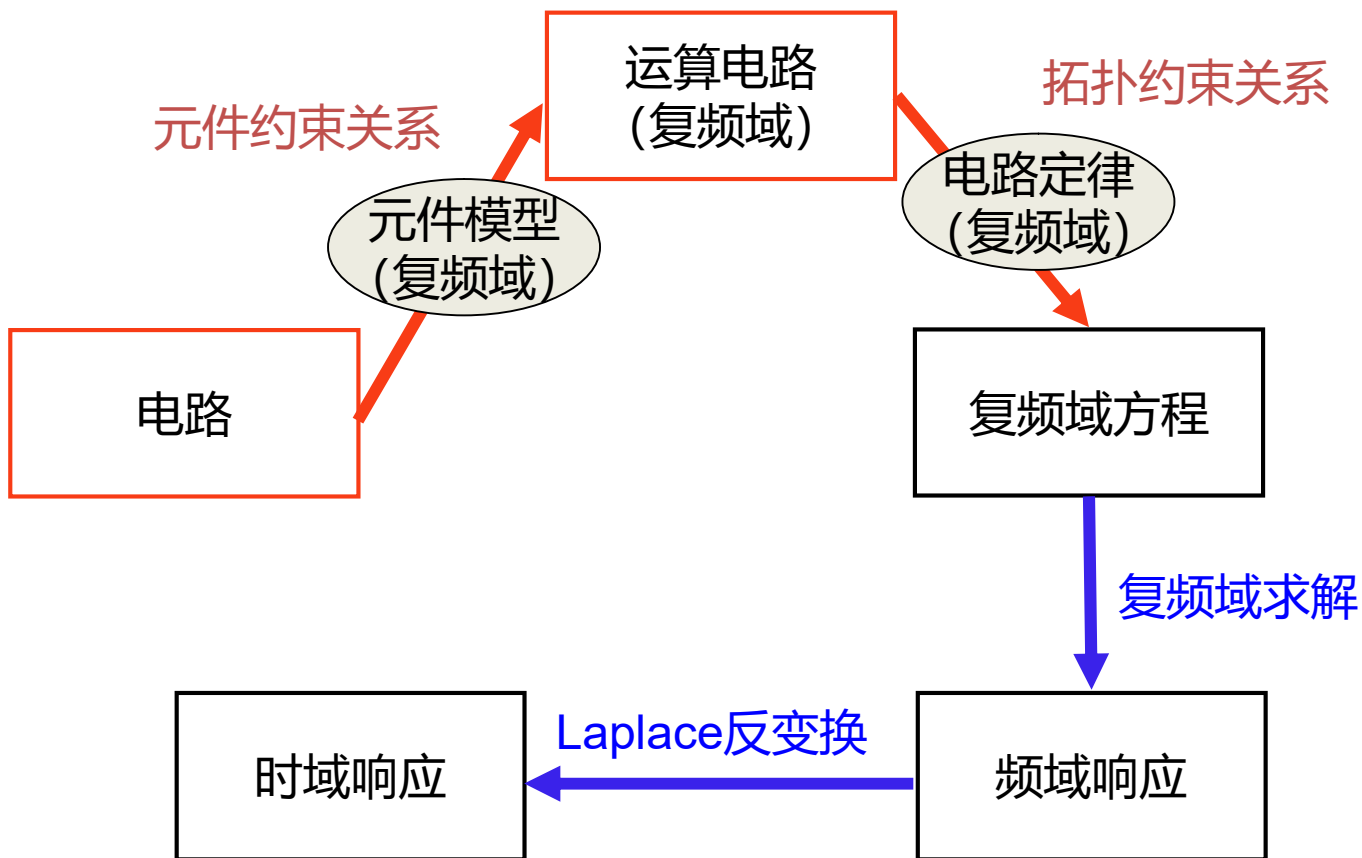 运算电路
(复频域)
拓扑约束关系
元件约束关系
电路定律
(复频域)
元件模型
(复频域)
电路
复频域方程
复频域求解
Laplace反变换
时域响应
频域响应